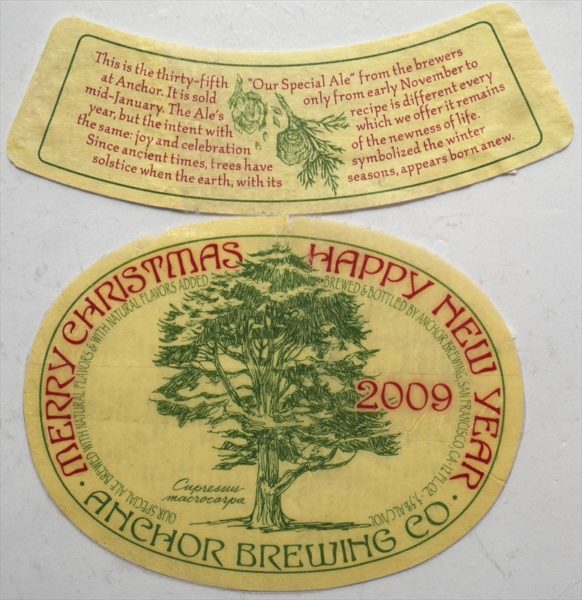 This is the thirty-fifth "Our Special Ale" from the brewers
at Anchor. It is sold only from early November to
mid-January. The Ale's recipe is different every
year, but the intent with which we offer it remains
the same: joy and celebration of the newness of life.
Since ancient times, trees have symbolized the winter
solstice when the earth, with its seasons, appears born anew.
MERRY CHRISTMAS HAPPY NEW YEAR
OUR SPECIAL ALE BREWED WITH NATURAL FLAVORS & WITH NATURAL FLAVORS ADDED
BREWED & BOTTLED BY ANCHOR BREWING, SAN FRANCISCO, CA 12 FL. OZ. · 5.5% ALC/VOL
2009
Cupressus
macrocarpa
· ANCHOR BREWING CO ·